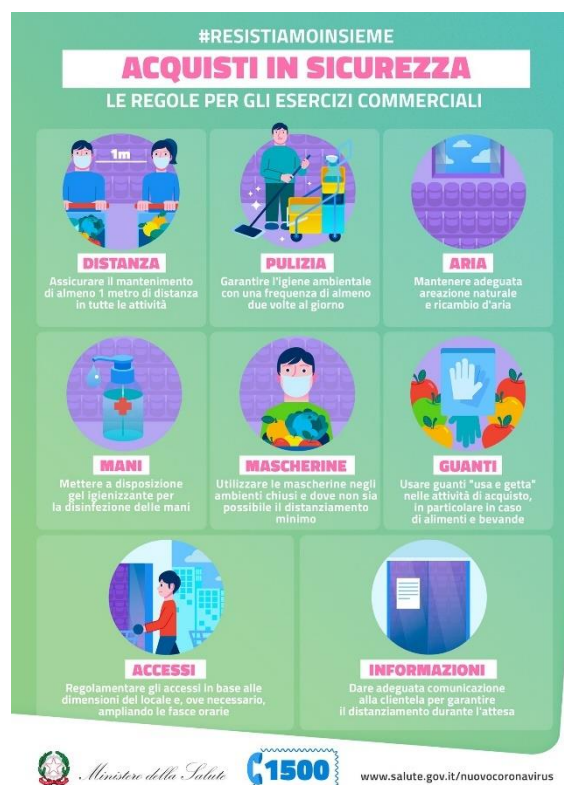 #RESISTIAMOINSIEME
ACQUISTI IN SICUREZZA
LE REGOLE PER GLI ESERCIZI COMMERCIALI
1m
DISTANZA
Assicurare il mantenimento
di almeno 1 metro di distanza
in tutte le attività
PULIZIA
Garantire l'igiene ambientale
con una frequenza di almeno
due volte al giorno
ARIA
Mantenere adeguata
areazione naturale
e ricambio d'aria
MANI
Mettere a disposizione
gel igienizzante per
la disinfezione delle mani
MASCHERINE
Utilizzare le mascherine negli
ambienti chiusi e dove non sia
possibile il distanziamento
minimo
GUANTI
Usare guanti "usa e getta"
nelle attività di acquisto,
in particolare in caso
di alimenti e bevande
ACCESSI
Regolamentare gli accessi in base alle
dimensioni del locale e, ove necessario,
ampliando le fasce orarie
INFORMAZIONI
Dare adeguata comunicazione
alla clientela per garantire
il distanziamento durante l'attesa
Ministero della Salute
1500
www.salute.gov.it/nuovocoronavirus